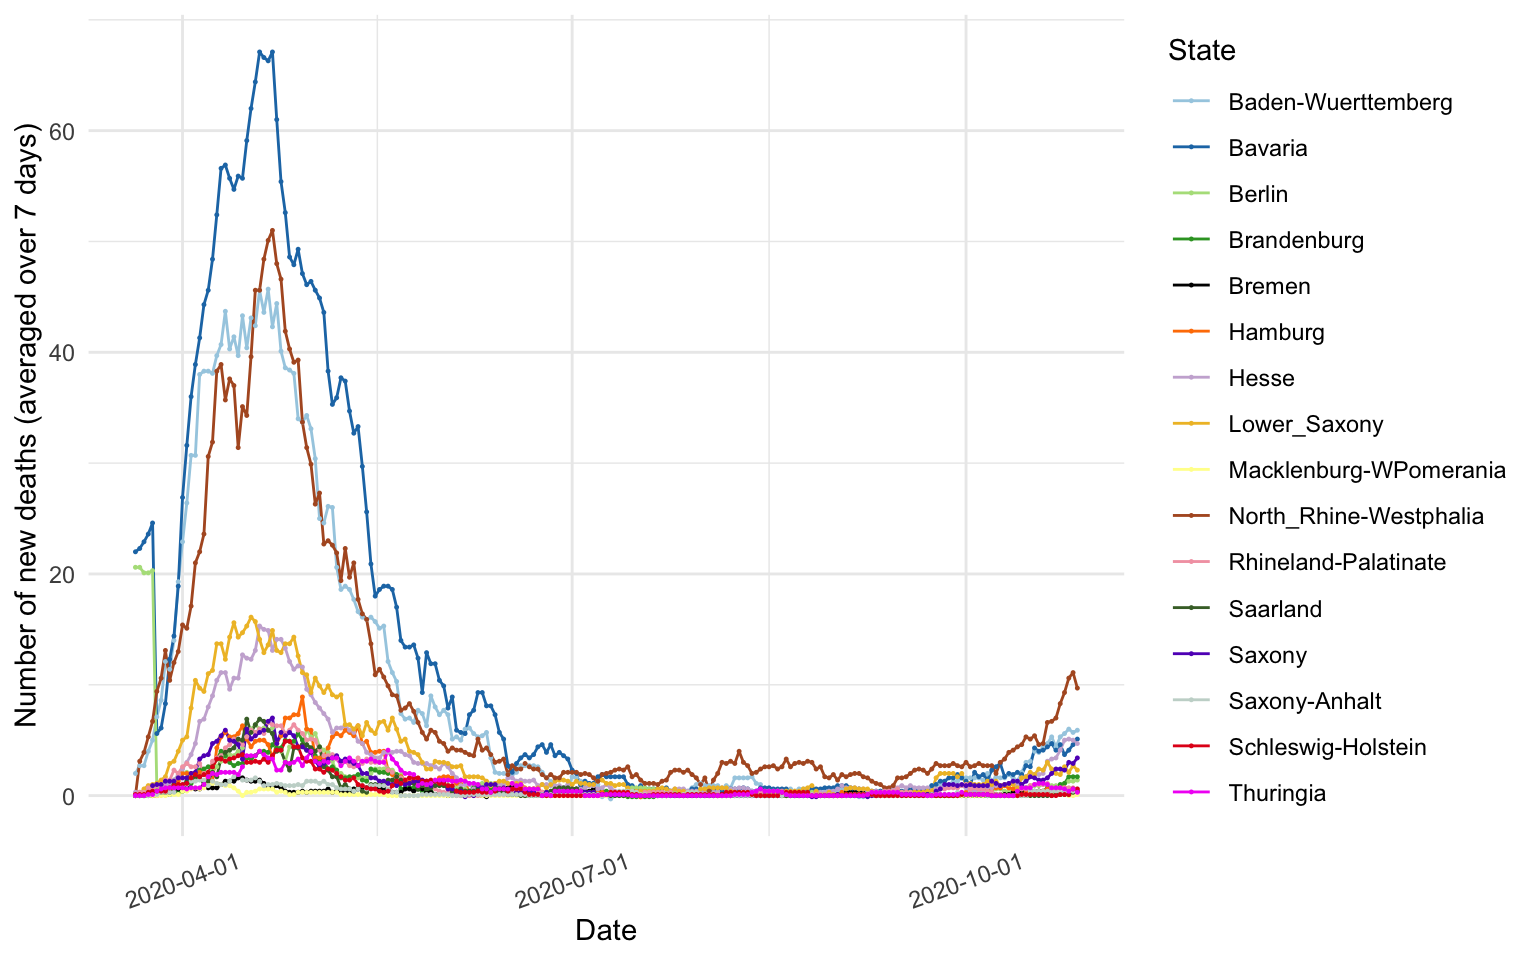 Number of new deaths (averaged over 7 days)
60
40
20
0
2020-04-01
2020-07-01
2020-10-01
Date
State
Baden-Wuerttemberg
Bavaria
Berlin
Brandenburg
Bremen
Hamburg
Hesse
Lower_Saxony
Macklenburg-WPomerania
North_Rhine-Westphalia
Rhineland-Palatinate
Saarland
Saxony
Saxony-Anhalt
Schleswig-Holstein
Thuringia